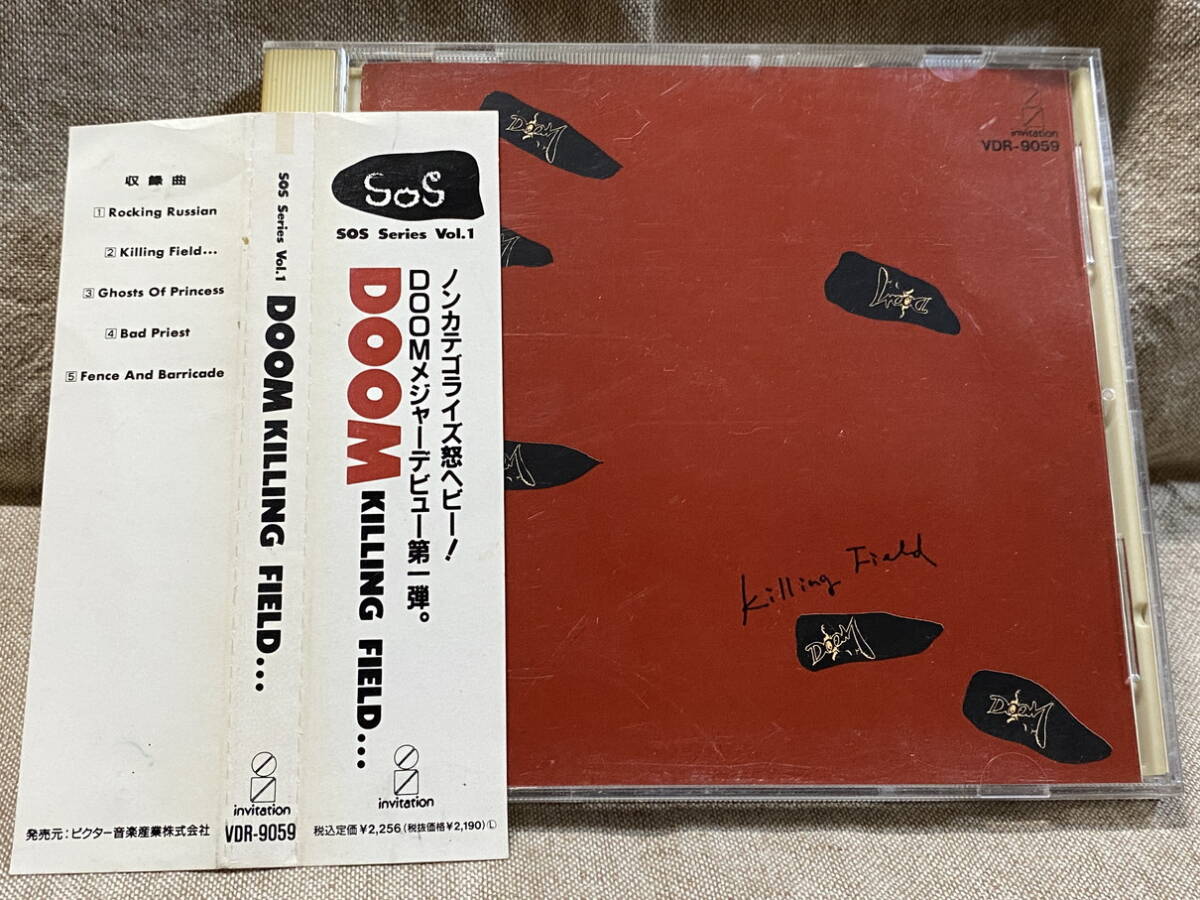 収録曲
1 Rocking Russian
2 Killing Field...
3 Ghosts Of Princess
4 Bad Priest
5 Fence And Barricade
発売元:ビクター音楽産業株式会社
SOS Series Vol.1
DOOM KILLING FIELD...
invitation
VDR-9059
SOS
SOS Series Vol.1
ノンカテゴライズ怒ヘビー!
DOOMメジャーデビュー第一弾。
DOOM KILLING FIELD...
invitation
税込定価¥2,256(税抜価格¥2,190)Ⓛ
invitation
VDR-9059
DOOM
DOOM
Killing Field
DOOM
DOOM